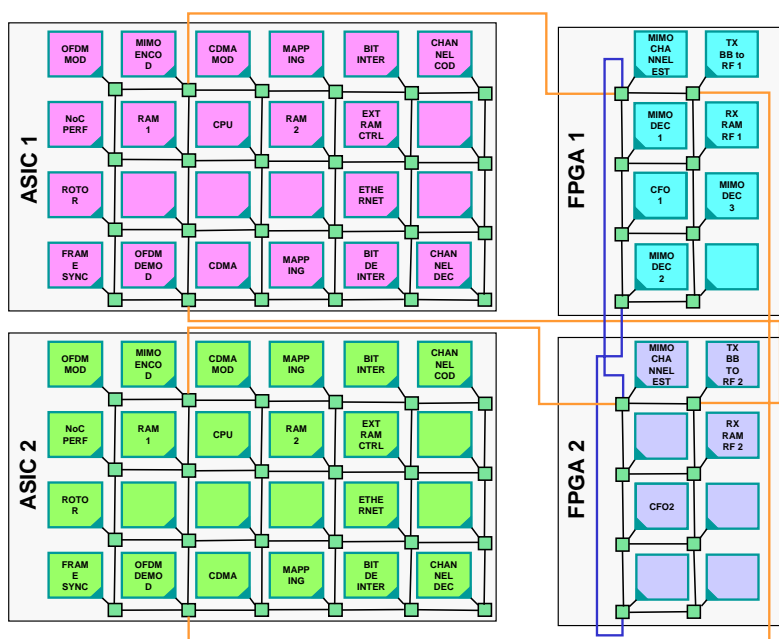 ASIC 1
OFDM
MOD
MIMO
ENCO
D
CDMA
MOD
MAPP
ING
BIT
INTER
CHAN
NEL
COD
NoC
PERF
RAM
1
CPU
RAM
2
EXT
RAM
CTRL
ROTO
R
ETHE
RNET
FRAM
E
SYNC
OFDM
DEMO
D
CDMA
MAPP
ING
BIT
DE
INTER
CHAN
NEL
DEC
FPGA 1
MIMO
CHA
NNEL
EST
TX
BB to
RF 1
MIMO
DEC
1
RX
RAM
RF 1
CFO
1
MIMO
DEC
3
MIMO
DEC
2
ASIC 2
OFDM
MOD
MIMO
ENCO
D
CDMA
MOD
MAPP
ING
BIT
INTER
CHAN
NEL
COD
NoC
PERF
RAM
1
CPU
RAM
2
EXT
RAM
CTRL
ROTO
R
ETHE
RNET
FRAM
E
SYNC
OFDM
DEMO
D
CDMA
MAPP
ING
BIT
DE
INTER
CHAN
NEL
DEC
FPGA 2
MIMO
CHA
NNEL
EST
TX
BB
TO
RF 2
RX
RAM
RF 2
CFO2